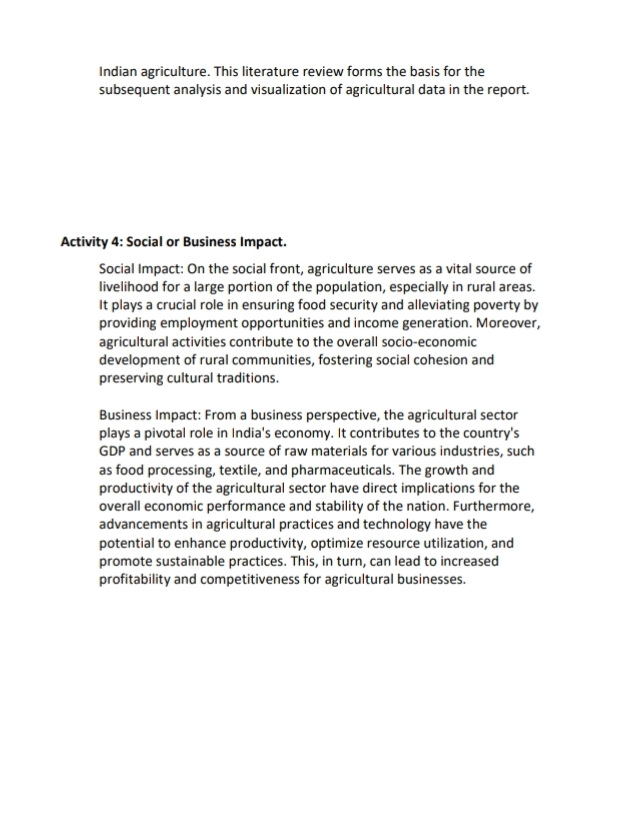 Indian agriculture. This literature review forms the basis for the
subsequent analysis and visualization of agricultural data in the report.
Activity 4: Social or Business Impact.
Social Impact: On the social front, agriculture serves as a vital source of
livelihood for a large portion of the population, especially in rural areas.
It plays a crucial role in ensuring food security and alleviating poverty by
providing employment opportunities and income generation. Moreover,
agricultural activities contribute to the overall socio-economic
development of rural communities, fostering social cohesion and
preserving cultural traditions.
Business Impact: From a business perspective, the agricultural sector
plays a pivotal role in India's economy. It contributes to the country's
GDP and serves as a source of raw materials for various industries, such
as food processing, textile, and pharmaceuticals. The growth and
productivity of the agricultural sector have direct implications for the
overall economic performance and stability of the nation. Furthermore,
advancements in agricultural practices and technology have the
potential to enhance productivity, optimize resource utilization, and
promote sustainable practices. This, in turn, can lead to increased
profitability and competitiveness for agricultural businesses.